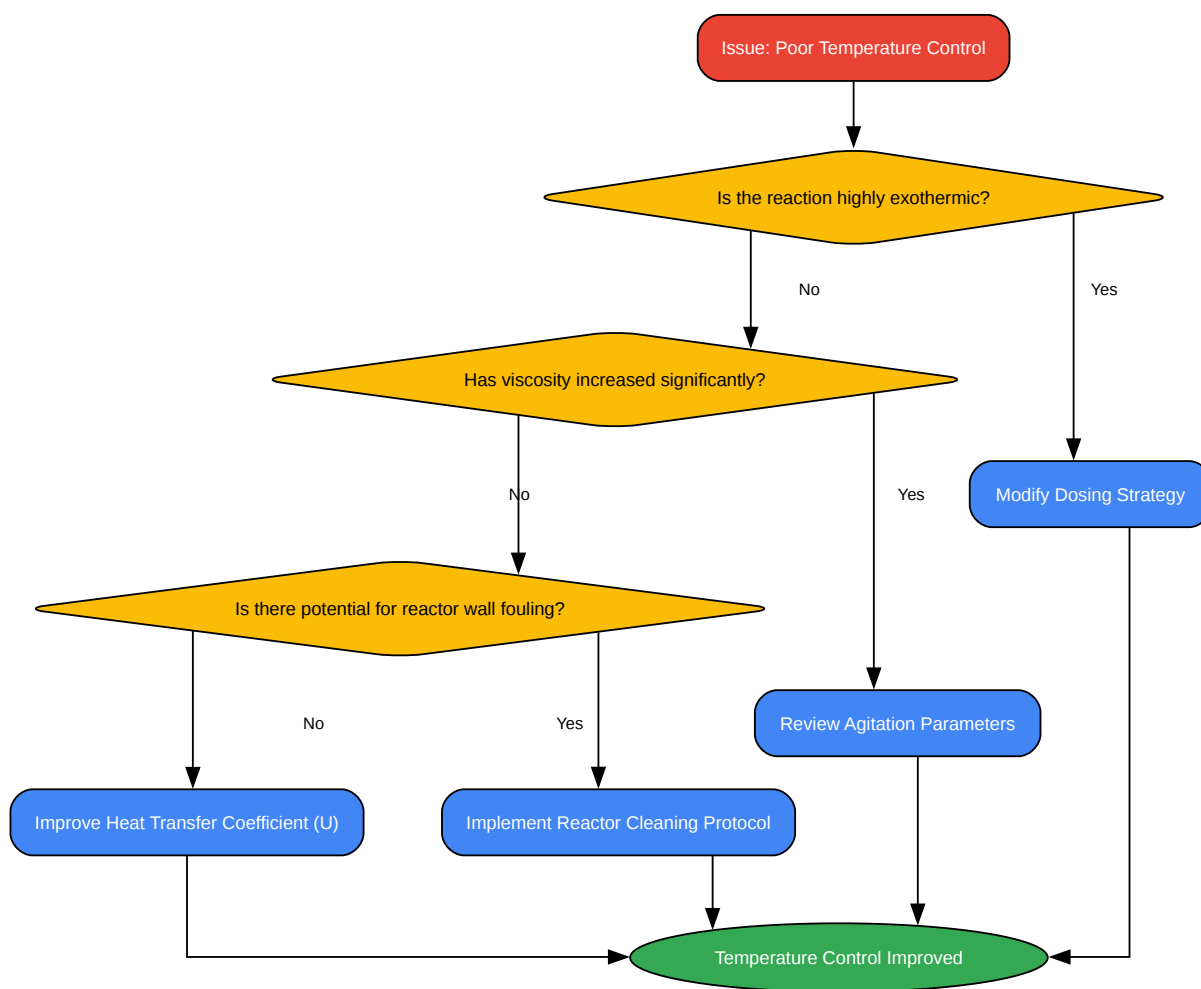 Issue: Poor Temperature Control
Is the reaction highly exothermic?
No
Yes
Has viscosity increased significantly?
No
Yes
Modify Dosing Strategy
Is there potential for reactor wall fouling?
No
Yes
Review Agitation Parameters
Improve Heat Transfer Coefficient (U)
Implement Reactor Cleaning Protocol
Temperature Control Improved